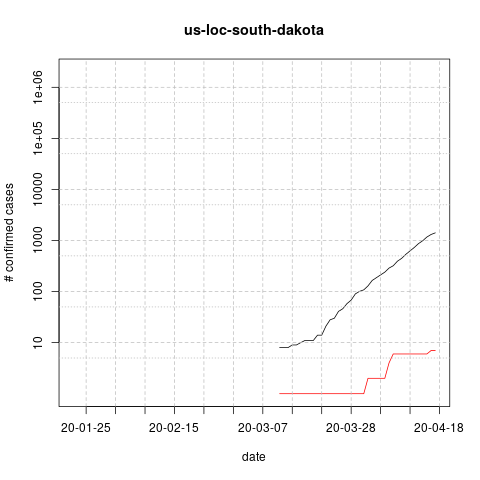 us-loc-south-dakota
# confirmed cases
1e+06
1e+05
10000
1000
100
10
20-01-25 20-02-15 20-03-07 20-03-28 20-04-18
date